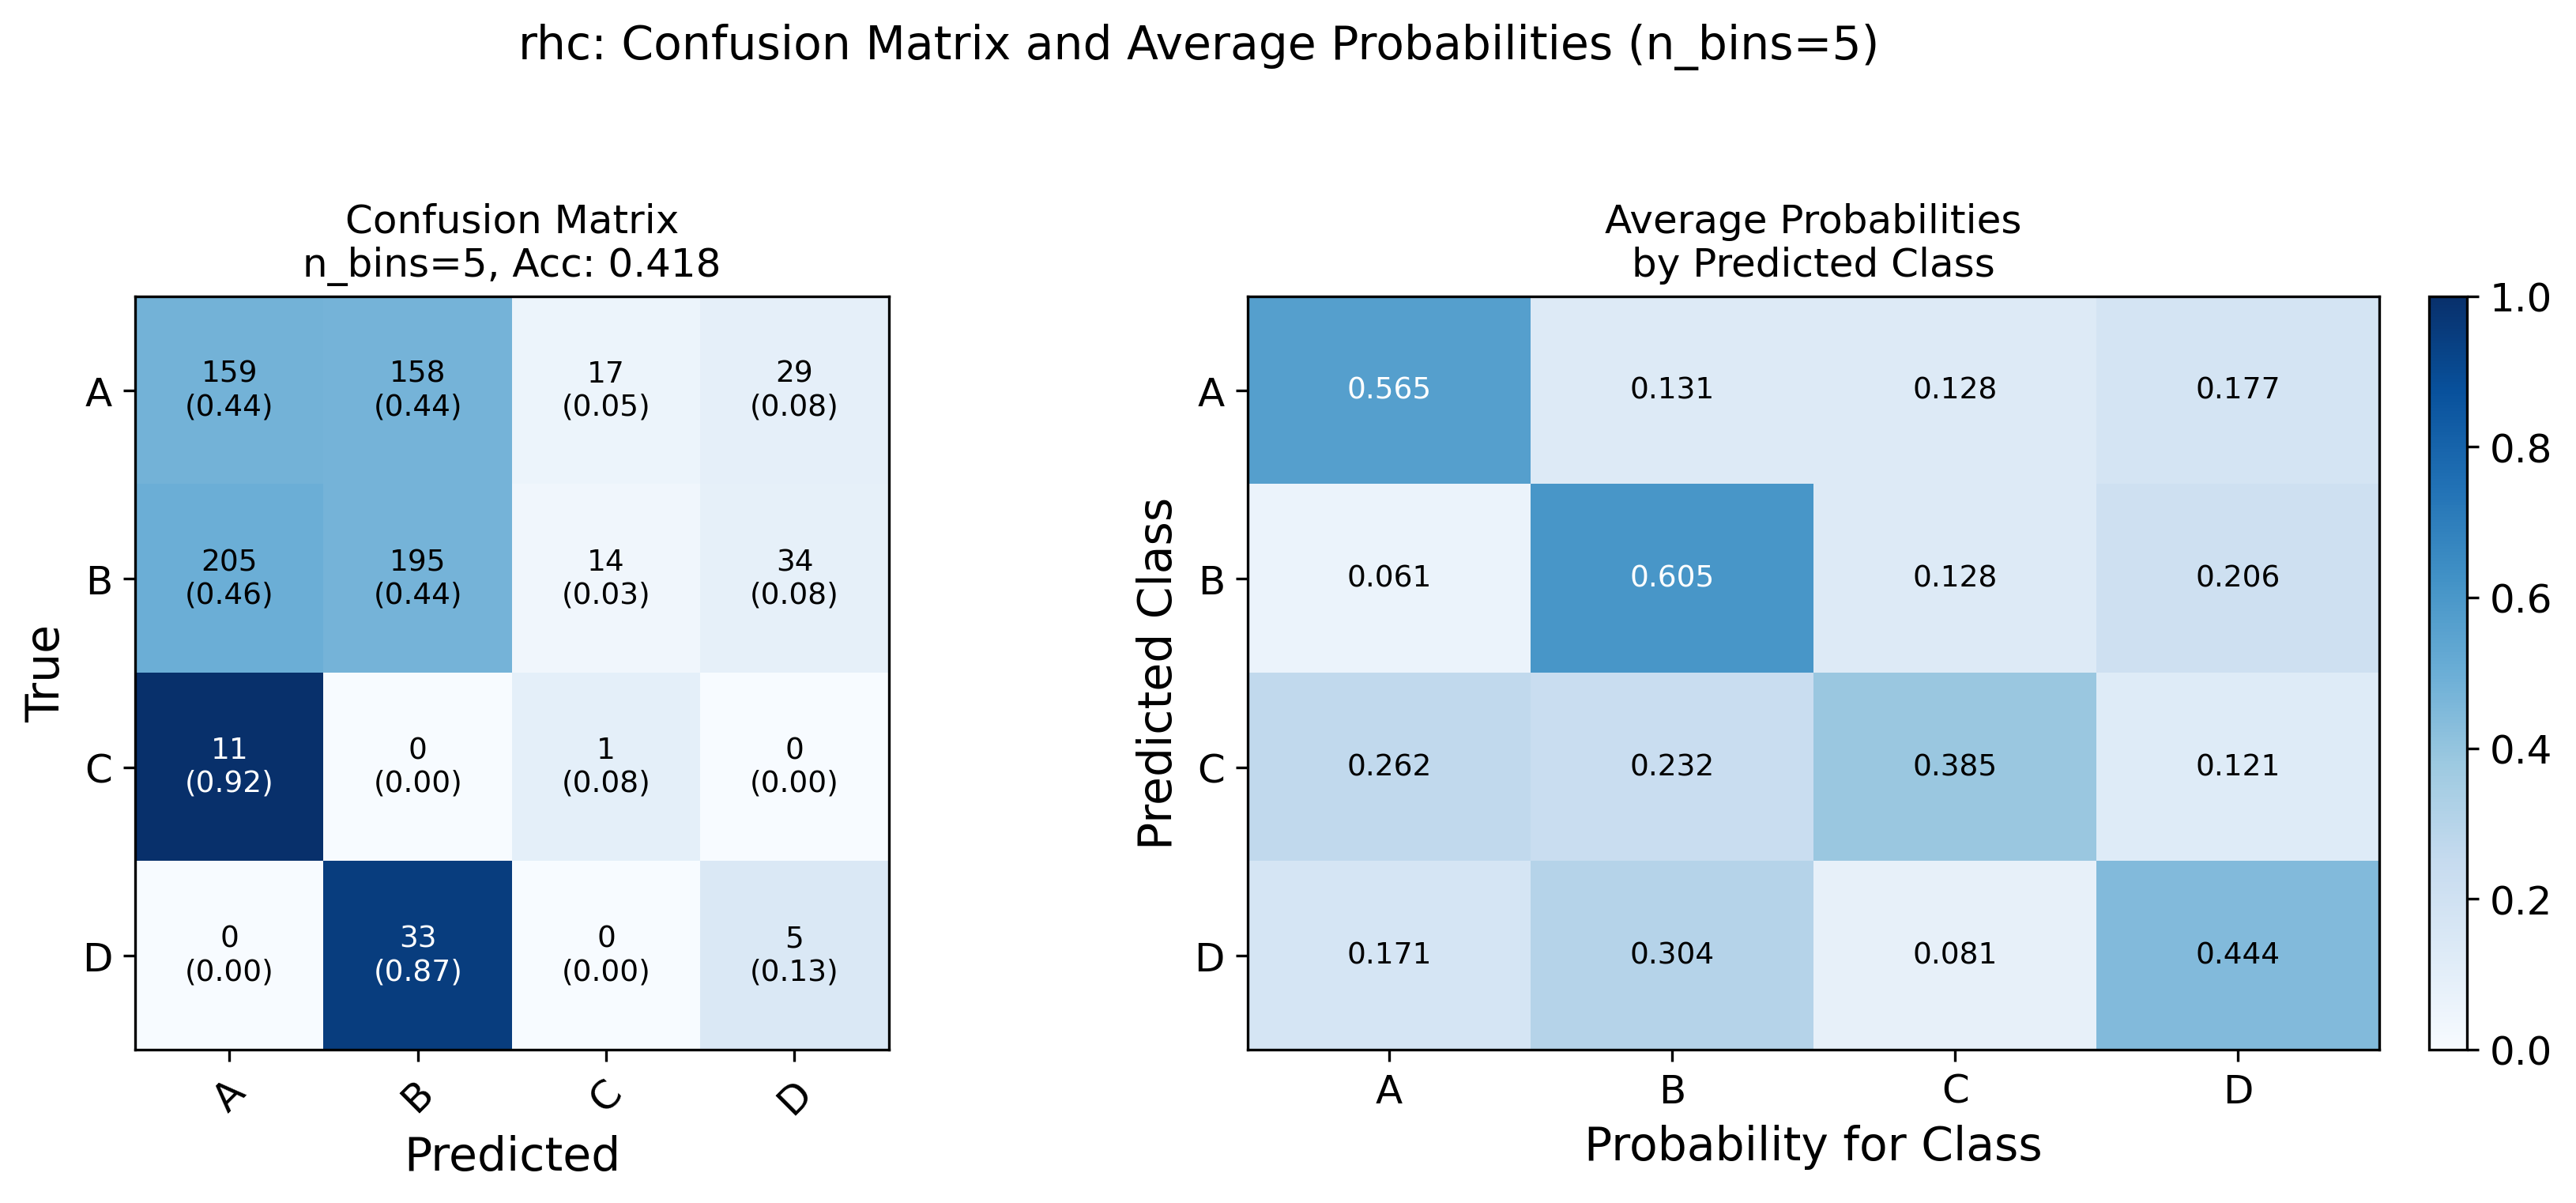 rhc: Confusion Matrix and Average Probabilities (n_bins=5)
Confusion Matrix
n_bins=5, Acc: 0.418
True
A
159
(0.44)
158
(0.44)
17
(0.05)
29
(0.08)
B
205
(0.46)
195
(0.44)
14
(0.03)
34
(0.08)
C
11
(0.92)
0
(0.00)
1
(0.08)
0
(0.00)
D
0
(0.00)
33
(0.87)
0
(0.00)
5
(0.13)
A
B
C
D
Predicted
Average Probabilities
by Predicted Class
Predicted Class
A
0.565
0.131
0.128
0.177
B
0.061
0.605
0.128
0.206
C
0.262
0.232
0.385
0.121
D
0.171
0.304
0.081
0.444
A
B
C
D
Probability for Class
1.0
0.8
0.6
0.4
0.2
0.0